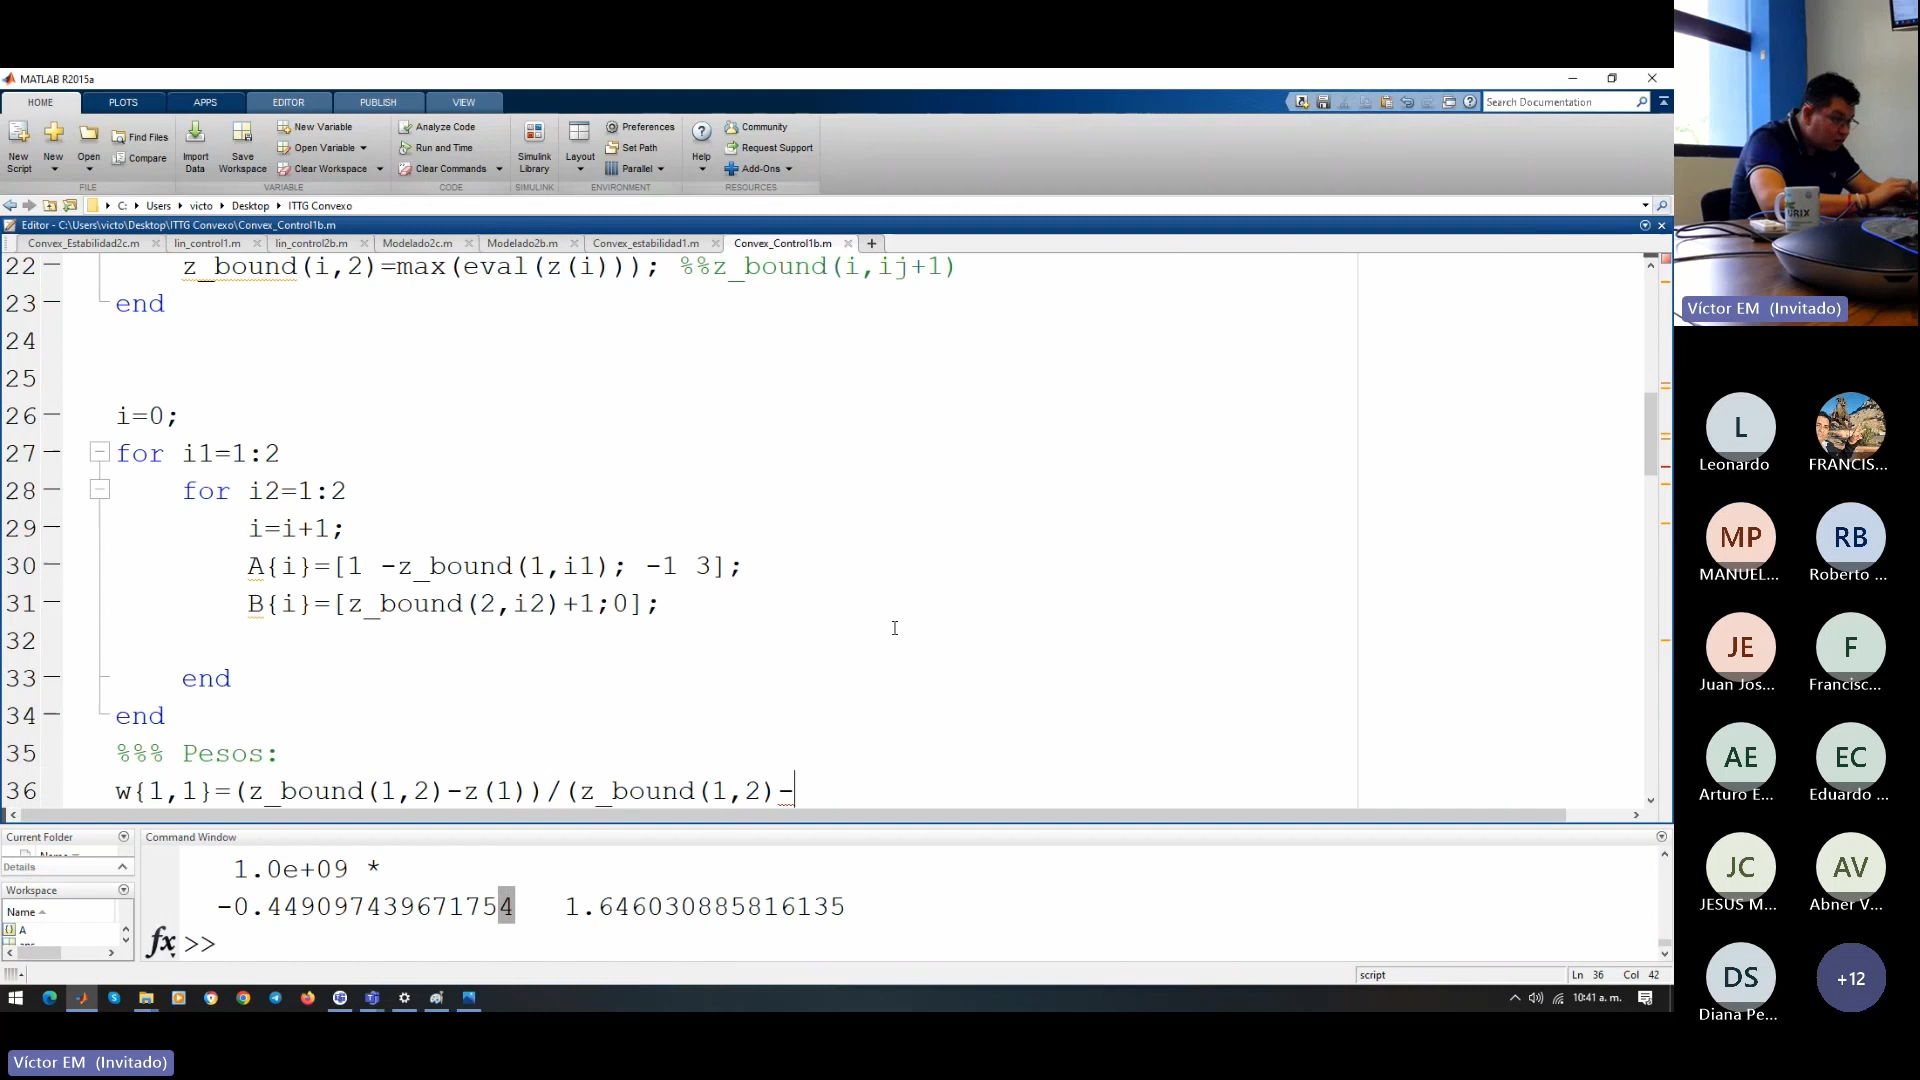 MATLAB R2015a
HOME PLOTS APPS EDITOR PUBLISH VIEW
Search Documentation
New Script
New
Open
Find Files
Compare
FILE
Import Data
Save Workspace
New Variable
Open Variable
Clear Workspace
VARIABLE
Analyze Code
Run and Time
Clear Commands
CODE
Simulink Library
SIMULINK
Layout
Preferences
Set Path
Parallel
ENVIRONMENT
Help
Community
Request Support
Add-Ons
RESOURCES
C: Users victo Desktop ITTG Convexo
Editor - C:\Users\victo\Desktop\ITTG Convexo\Convex_Control1b.m
Convex_Estabilidad2c.m lin_control1.m lin_control2b.m Modelado2c.m Modelado2b.m Convex_estabilidad1.m Convex_Control1b.m
22 z_bound(i,2)=max(eval(z(i))); %%z_bound(i,ij+1)
23 end
24
25
26 i=0;
27 for i1=1:2
28 for i2=1:2
29 i=i+1;
30 A{i}=[1 -z_bound(1,i1); -1 3];
31 B{i}=[z_bound(2,i2)+1;0];
32
33 end
34 end
35 %%% Pesos:
36 w{1,1}=(z_bound(1,2)-z(1))/(z_bound(1,2)-
Current Folder
Details
Workspace
Name
A
Command Window
1.0e+09 *
-0.449097439671754 1.646030885816135
fx >>
script
Ln 36 Col 42
10:41 a. m.
Víctor EM (Invitado)
URIX
Víctor EM (Invitado)
L
Leonardo
FRANCIS...
MP
MANUEL...
RB
Roberto ...
JE
Juan Jos...
F
Francisc...
AE
Arturo E...
EC
Eduardo ...
JC
JESUS M...
AV
Abner V...
DS
Diana Pe...
+12